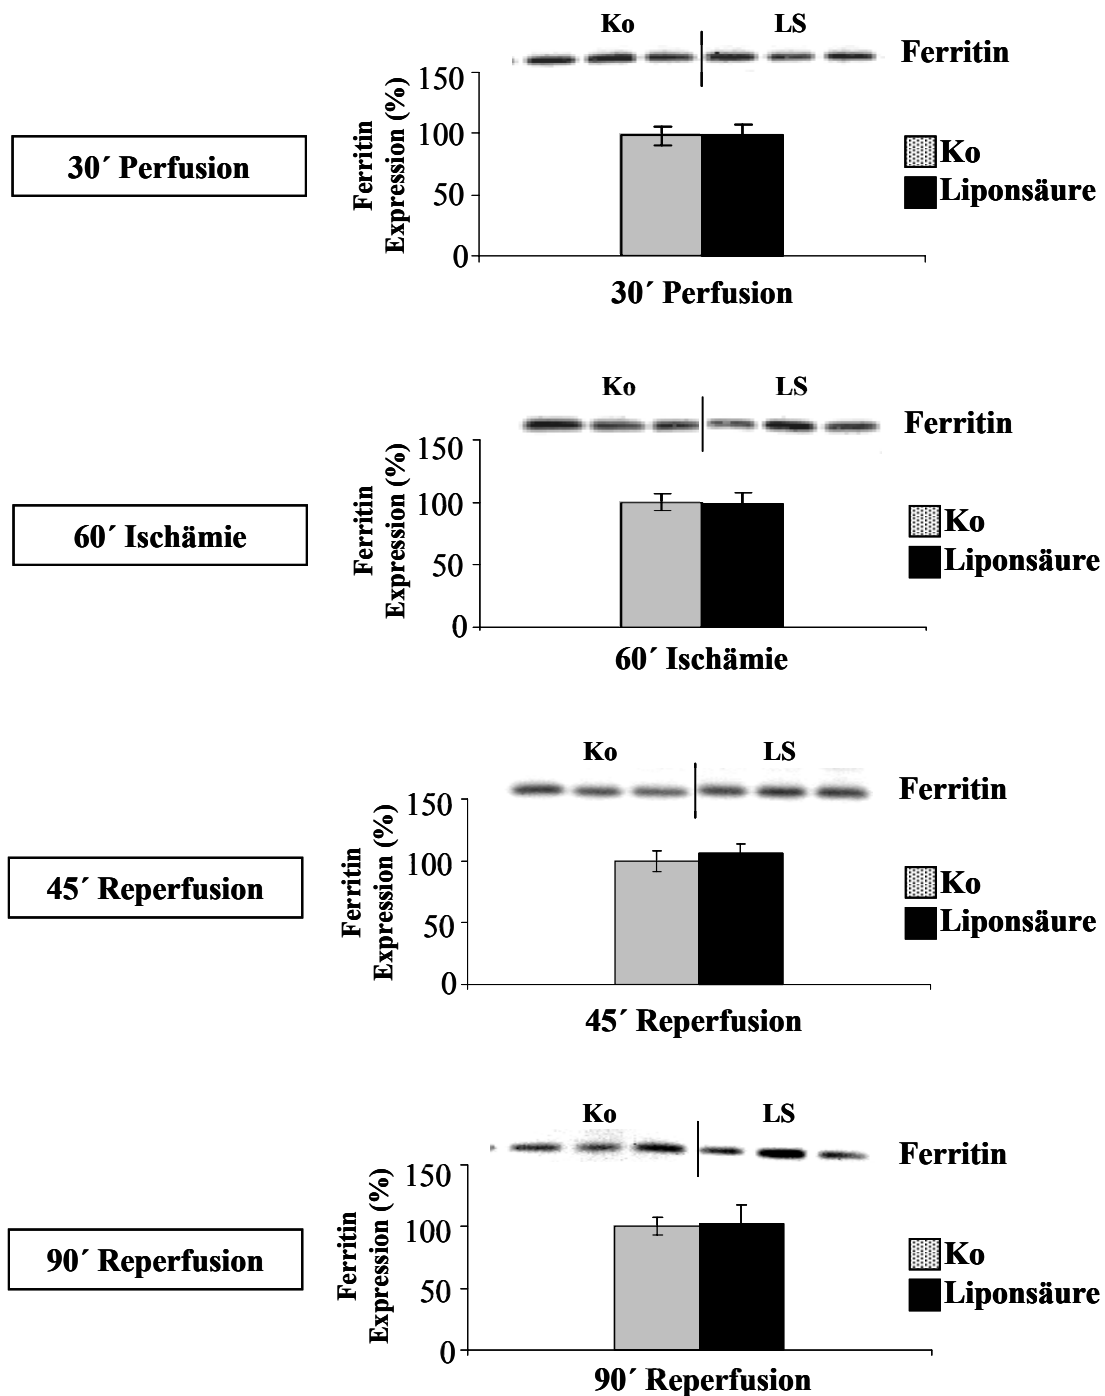 Ko LS
Ferritin
150
100
50
0
Ferritin
Expression (%)
30´ Perfusion
Ko
Liponsäure
30´ Perfusion
Ko LS
Ferritin
150
100
50
0
Ferritin
Expression (%)
60´ Ischämie
Ko
Liponsäure
60´ Ischämie
Ko LS
Ferritin
150
100
50
0
Ferritin
Expression (%)
45´ Reperfusion
Ko
Liponsäure
45´ Reperfusion
Ko LS
Ferritin
150
100
50
0
Ferritin
Expression (%)
90´ Reperfusion
Ko
Liponsäure
90´ Reperfusion